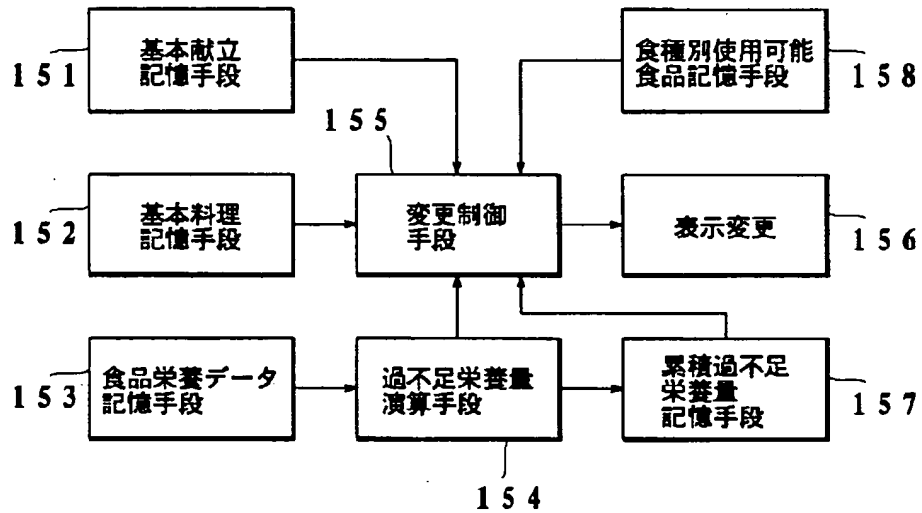 基本献立
記憶手段
151
食種別使用可能
食品記憶手段
158
155
基本料理
記憶手段
152
変更制御
手段
表示変更
156
食品栄養データ
記憶手段
153
過不足栄養量
演算手段
154
累積過不足
栄養量
記憶手段
157